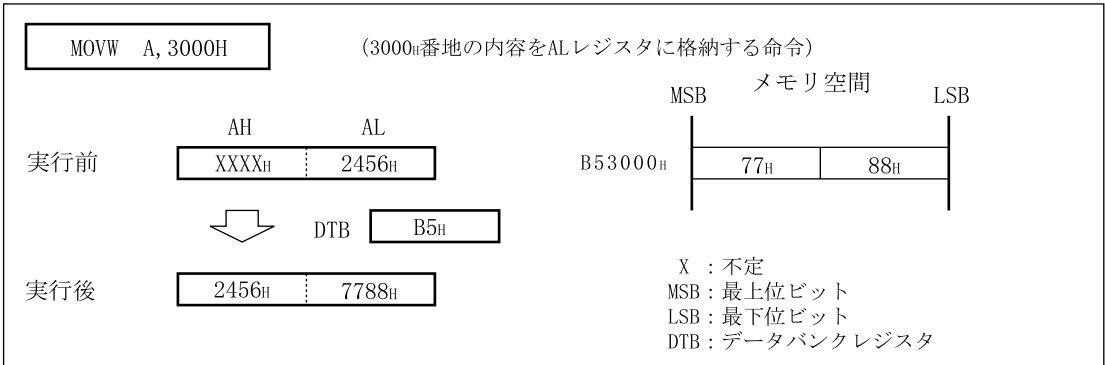 MOVW A,3000H
(3000H番地の内容をALレジスタに格納する命令)
メモリ空間
MSB LSB
AH AL
実行前 XXXXH 2456H
B53000H 77H 88H
DTB B5H
実行後 2456H 7788H
X :不定
MSB:最上位ビット
LSB:最下位ビット
DTB:データバンクレジスタ